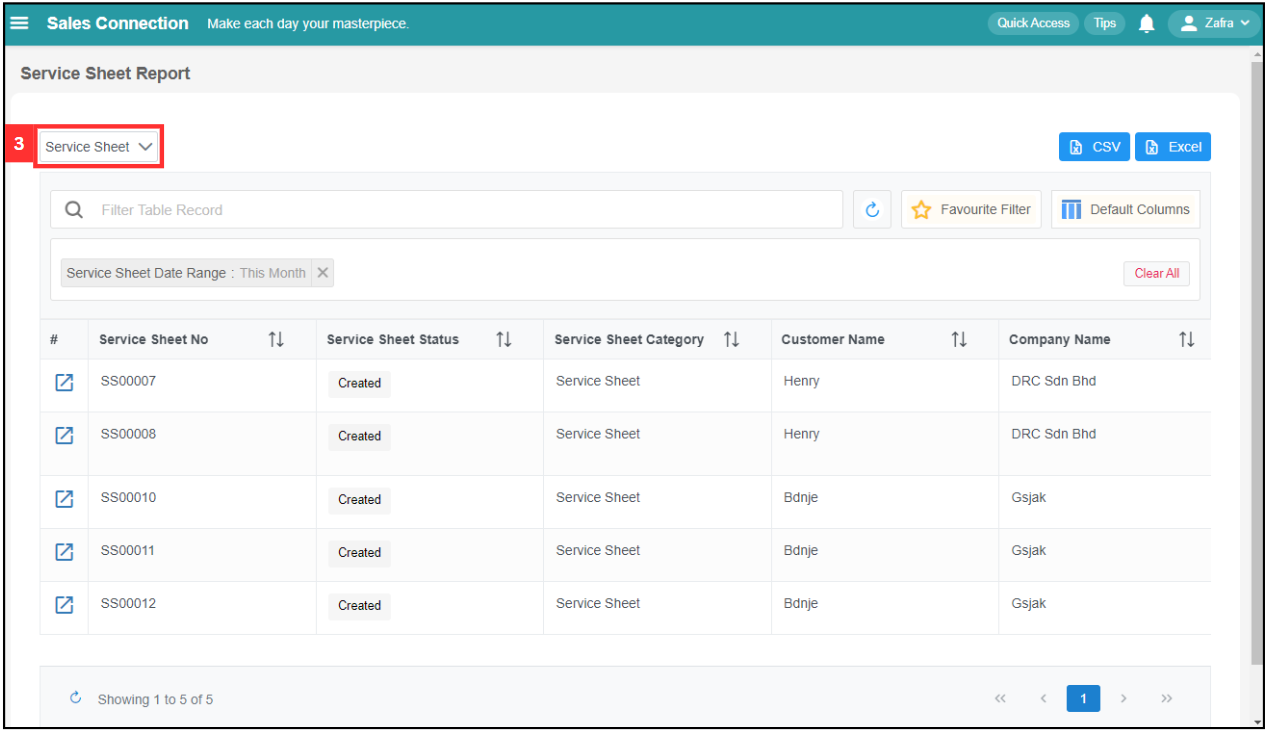 Sales Connection Make each day your masterpiece. Quick Access Tips Zafra
Service Sheet Report
3 Service Sheet CSV Excel
Filter Table Record Favourite Filter Default Columns
Service Sheet Date Range : This Month Clear All
# Service Sheet No Service Sheet Status Service Sheet Category Customer Name Company Name
SS00007 Created Service Sheet Henry DRC Sdn Bhd
SS00008 Created Service Sheet Henry DRC Sdn Bhd
SS00010 Created Service Sheet Bdnje Gsjak
SS00011 Created Service Sheet Bdnje Gsjak
SS00012 Created Service Sheet Bdnje Gsjak
Showing 1 to 5 of 5 << < 1 > >>